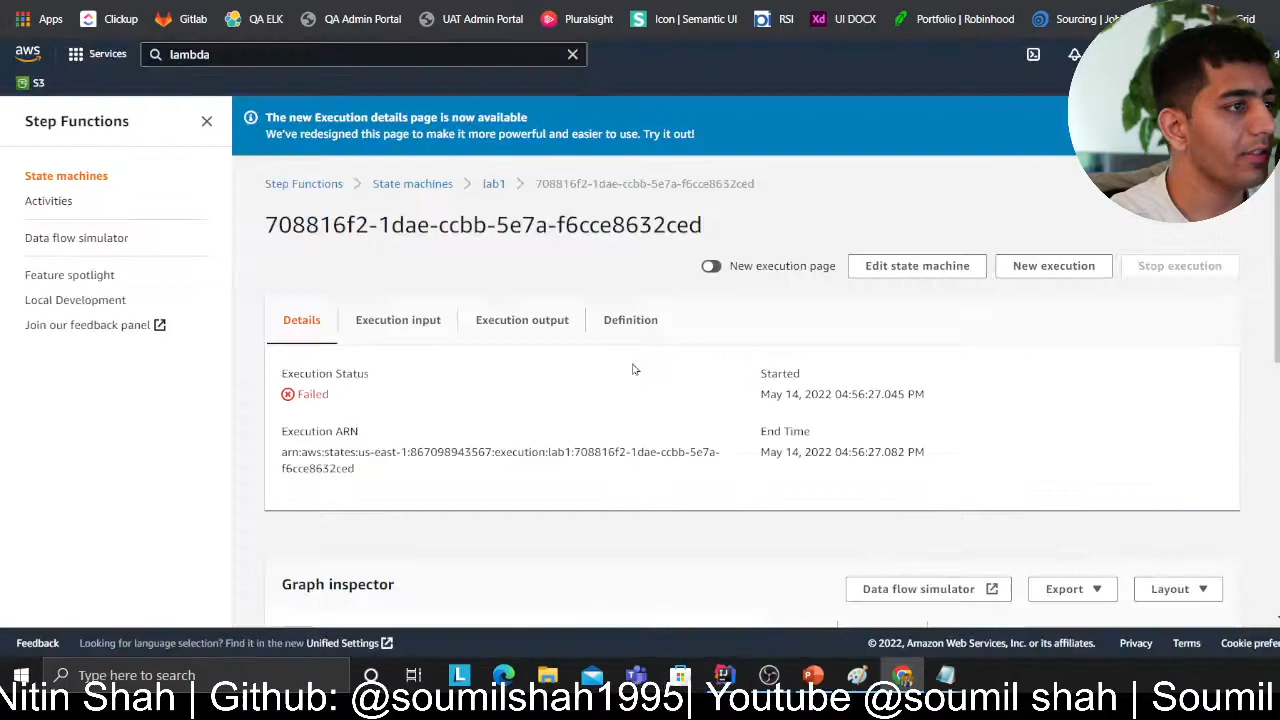 Apps Clickup Gitlab QA ELK QA Admin Portal UAT Admin Portal Pluralsight Icon | Semantic UI RSI UI DOCX Portfolio | Robinhood Sourcing | Jo Grid
aws Services lambda
S3
Step Functions
State machines
Activities
Data flow simulator
Feature spotlight
Local Development
Join our feedback panel
The new Execution details page is now available
We've redesigned this page to make it more powerful and easier to use. Try it out!
Step Functions State machines lab1 708816f2-1dae-ccbb-5e7a-f6cce8632ced
708816f2-1dae-ccbb-5e7a-f6cce8632ced
New execution page Edit state machine New execution Stop execution
Details Execution input Execution output Definition
Execution Status
Failed
Started
May 14, 2022 04:56:27.045 PM
Execution ARN
arn:aws:states:us-east-1:867098943567:execution:lab1:708816f2-1dae-ccbb-5e7a-
f6cce8632ced
End Time
May 14, 2022 04:56:27.082 PM
Graph inspector
Data flow simulator Export Layout
Feedback Looking for language selection? Find it in the new Unified Settings © 2022, Amazon Web Services, Inc. or its affiliates. Privacy Terms Cookie prefe
Type here to search
Nitin Shah | Github: @soumilshah1995| Youtube @soumil shah | Soumil